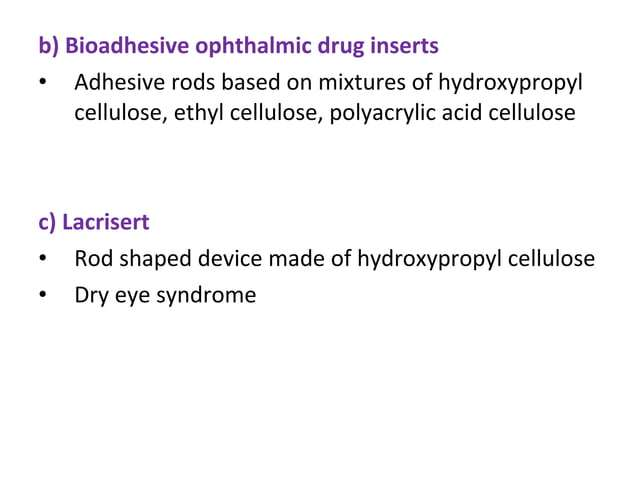 b) Bioadhesive ophthalmic drug inserts
• Adhesive rods based on mixtures of hydroxypropyl
cellulose, ethyl cellulose, polyacrylic acid cellulose
c) Lacrisert
• Rod shaped device made of hydroxypropyl cellulose
• Dry eye syndrome